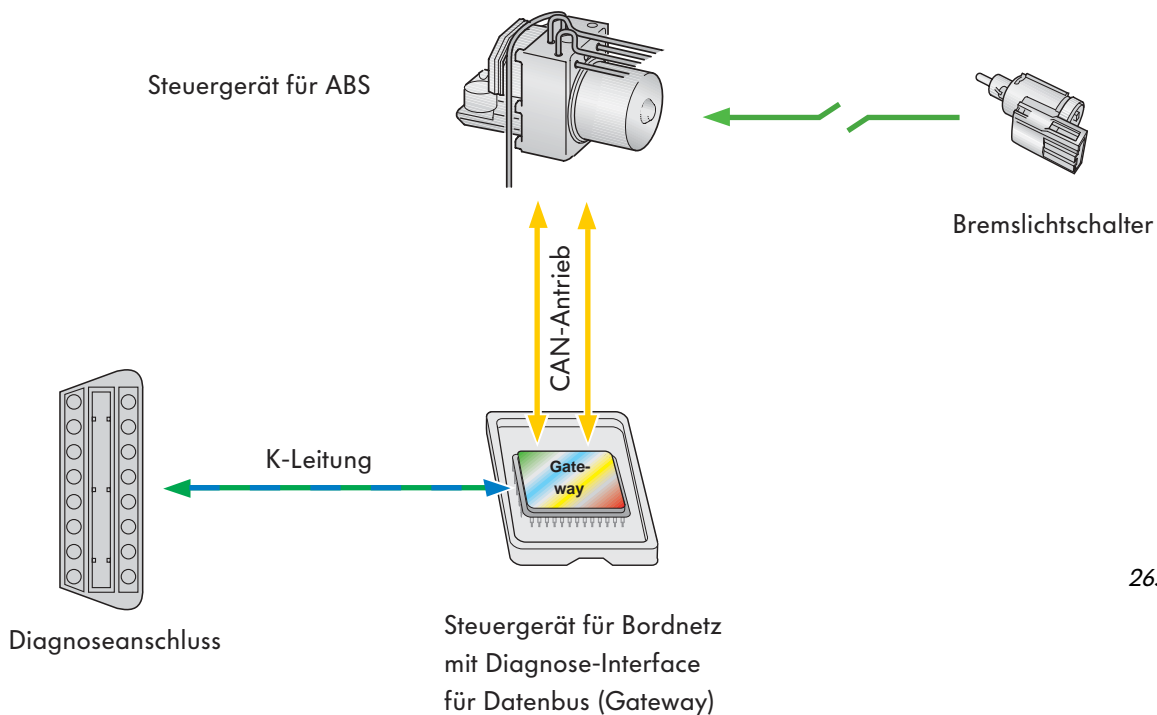 Steuergerät für ABS
Bremslichtschalter
CAN-Antrieb
K-Leitung
Gate-
way
Diagnoseanschluss
Steuergerät für Bordnetz
mit Diagnose-Interface
für Datenbus (Gateway)
26.